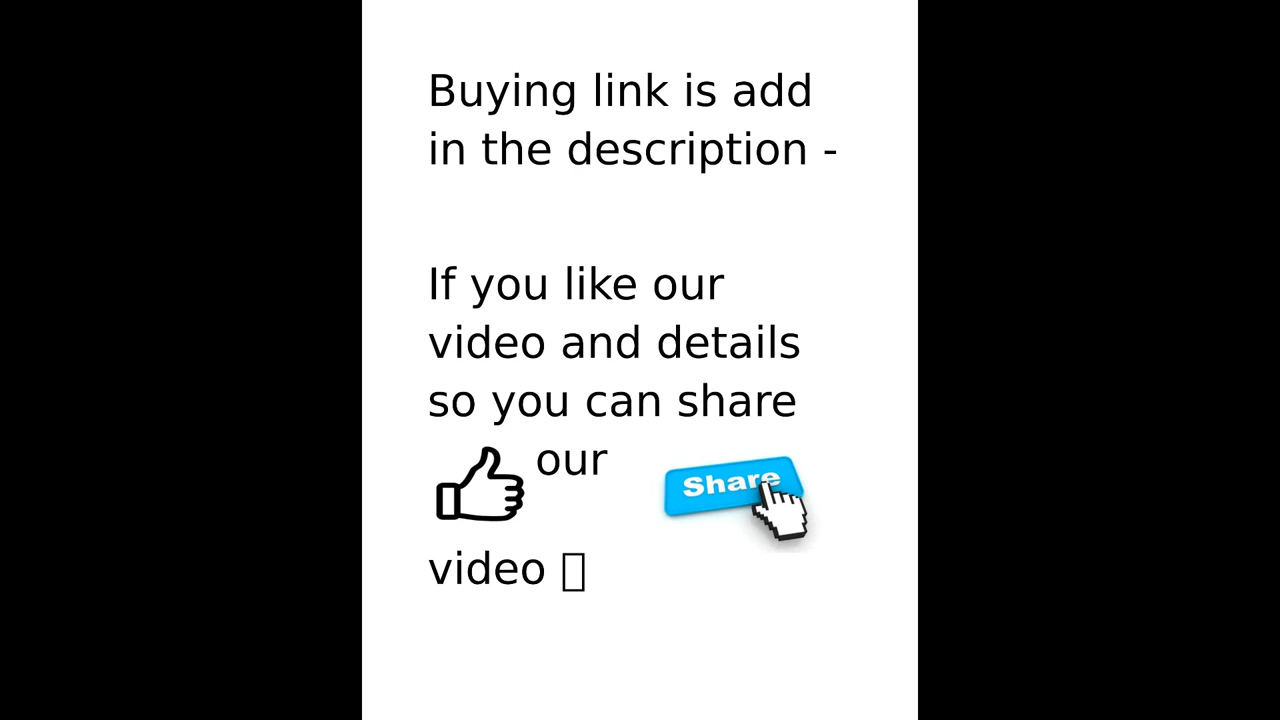 Buying link is add
in the description -
If you like our
video and details
so you can share
our
Share
video